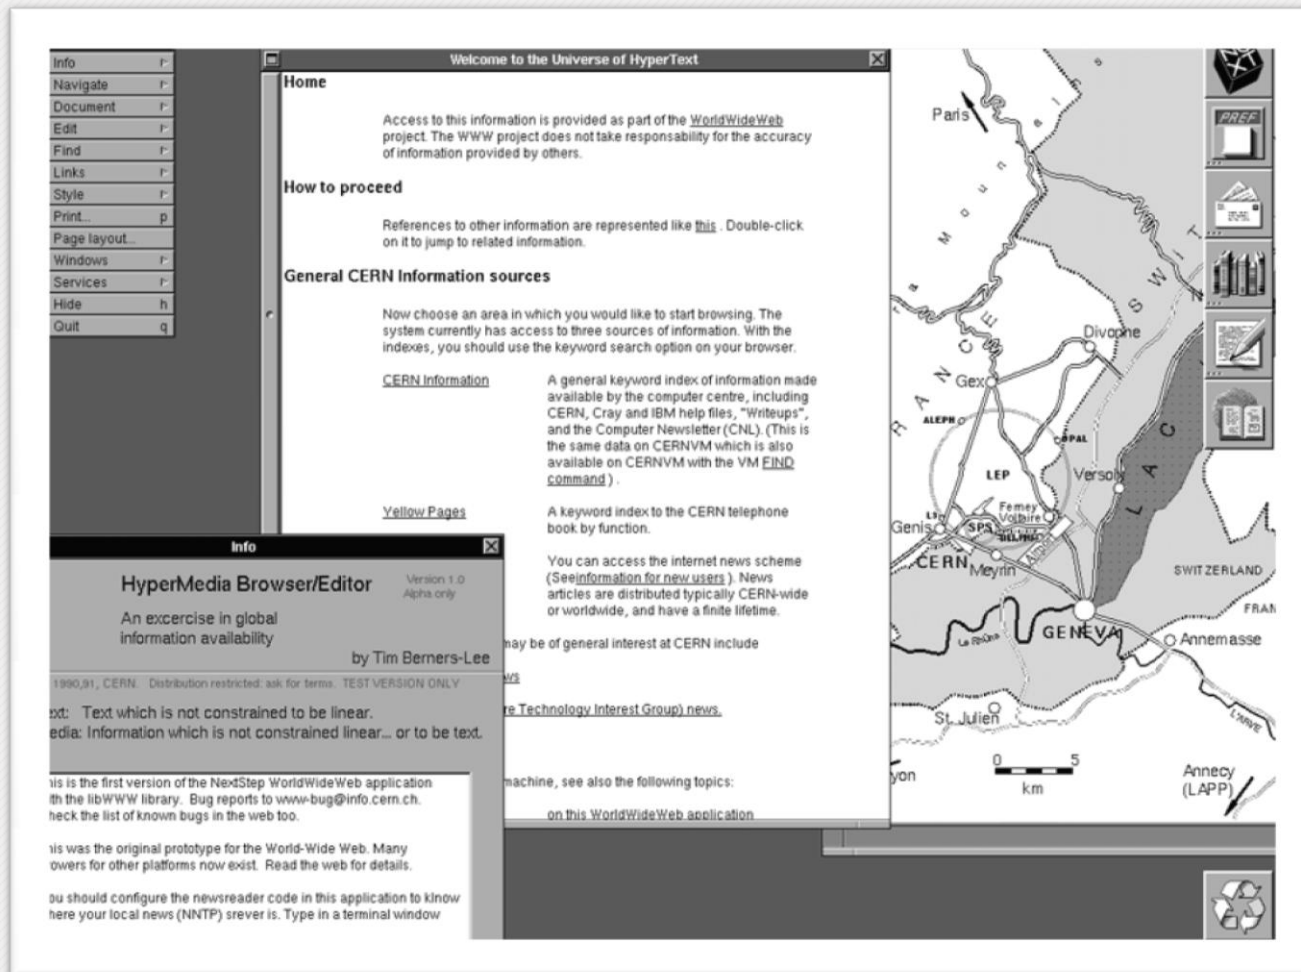 Info
Navigate
Document
Edit
Find
Links
Style
Print... p
Page layout...
Windows
Services
Hide h
Quit q
Welcome to the Universe of HyperText
Home
Access to this information is provided as part of the WorldWideWeb
project. The WWW project does not take responsability for the accuracy
of information provided by others.
How to proceed
References to other information are represented like this . Double-click
on it to jump to related information.
General CERN Information sources
Now choose an area in which you would like to start browsing. The
system currently has access to three sources of information. With the
indexes, you should use the keyword search option on your browser.
CERN Information
A general keyword index of information made
available by the computer centre, including
CERN, Cray and IBM help files, "Writeups",
and the Computer Newsletter (CNL). (This is
the same data on CERNVM which is also
available on CERNVM with the VM FIND
command ) .
Yellow Pages
A keyword index to the CERN telephone
book by function.
You can access the internet news scheme
(See information for new users ). News
articles are distributed typically CERN-wide
or worldwide, and have a finite lifetime.
may be of general interest at CERN include
ws
re Technology Interest Group) news.
machine, see also the following topics:
on this WorldWideWeb application
Info
HyperMedia Browser/Editor
Version 1.0
Alpha only
An excercise in global
information availability
by Tim Berners-Lee
1990,91, CERN. Distribution restricted: ask for terms. TEST VERSION ONLY
ext: Text which is not constrained to be linear.
edia: Information which is not constrained linear... or to be text.
his is the first version of the NextStep WorldWideWeb application
th the libWWW library. Bug reports to www-bug@info.cern.ch.
heck the list of known bugs in the web too.
his was the original prototype for the World-Wide Web. Many
owers for other platforms now exist. Read the web for details.
ou should configure the newsreader code in this application to klnow
here your local news (NNTP) srever is. Type in a terminal window
Paris
Divonne
Gex
ALEPH
OPAL
LEP
Versoix
L3
Ferney
Voltaire
Genis
SPS
DELPHI
Airport
CERN
Meyrin
LAC
SWITZERLAND
FRAN
GENEVA
Le Rhône
Annemasse
St. Julien
L'ARVE
0 5
km
yon
Annecy
(LAPP)
PREF